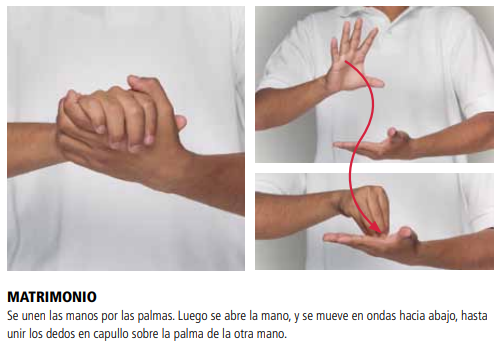 MATRIMONIO
Se unen las manos por las palmas. Luego se abre la mano, y se mueve en ondas hacia abajo, hasta
unir los dedos en capullo sobre la palma de la otra mano.